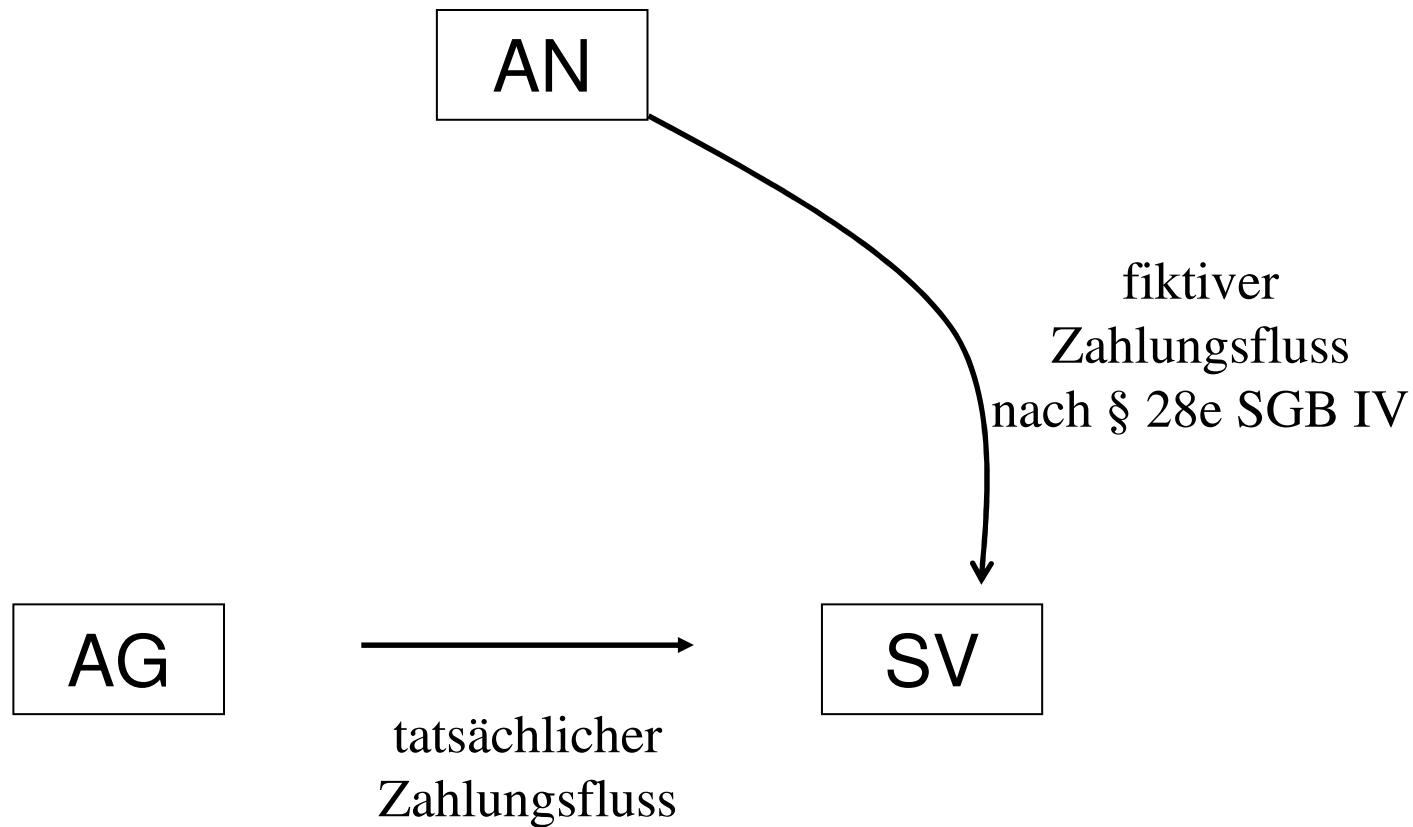 AN
fiktiver
Zahlungsfluss
nach § 28e SGB IV
AG
SV
tatsächlicher
Zahlungsfluss